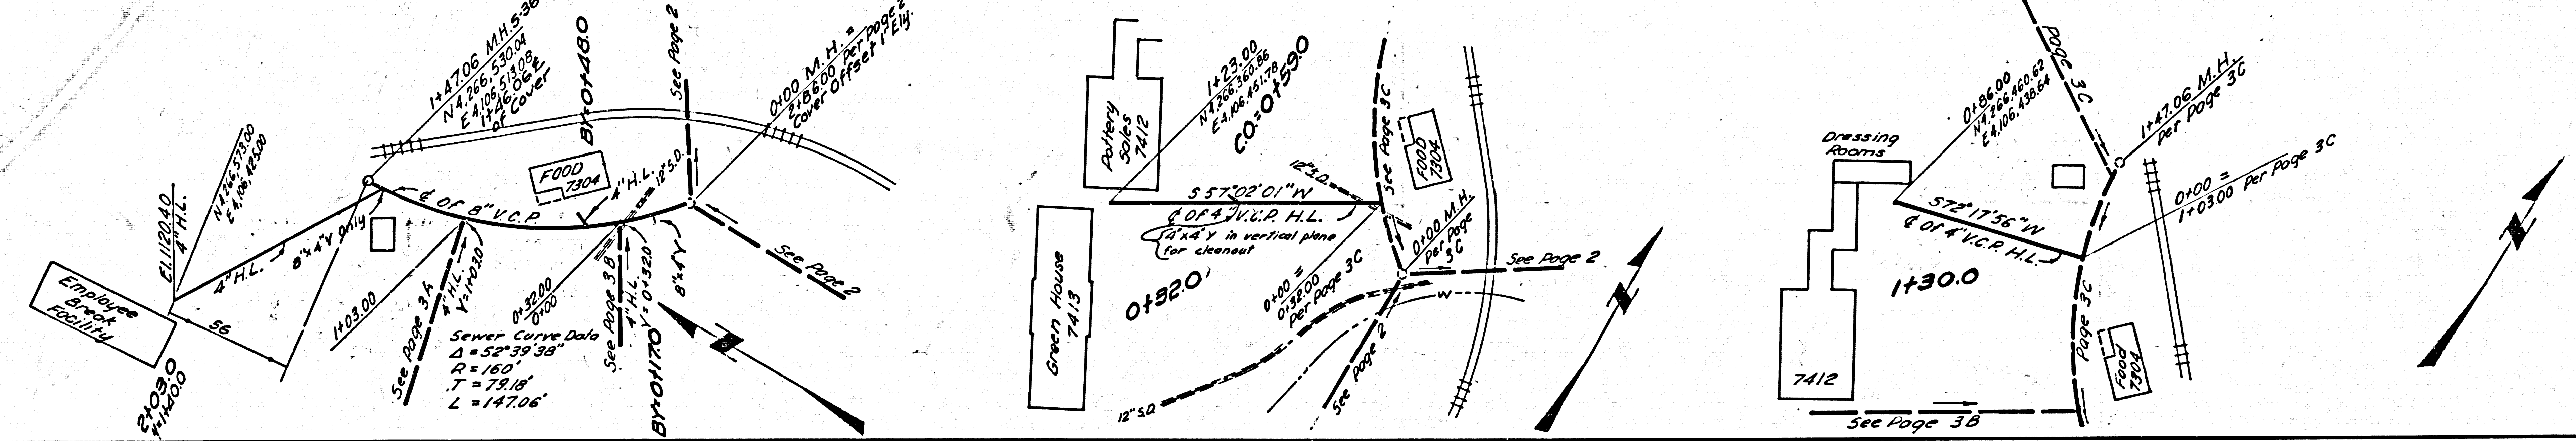 1+47.06 M.H. 5-36
N 4,266,530.04
E 4,106,513.08
1+46.06 ℄
of Cover
BY=0+48.0
See Page 2
0+00 M.H. =
2+86.00 per Page 2
Cover Offset 1' Ely.
N 4,266,573.00
E 4,106,425.00
El. 1120.40
4" H.L.
FOOD
7304
4" H.L.
12" S.D.
℄ OF 8" V.C.P.
8"x4"Y only
4" H.L.
Employee
Break
Facility
56
2+03.0
4=1+40.0
1+03.00
See Page 3A
4" H.L.
Y=1+03.0
0+32.00
0+00
See Page 3B
4" H.L.
Y=0+32.0
8"x4"Y
BY=0+17.0
See Page 2
Sewer Curve Data
Δ = 52°39'38"
R = 160'
T = 79.18'
L = 147.06'
N
Pottery
Sales
7412
1+23.00
N 4,266,360.86
E 4,106,451.78
C.O.=0+59.0
See Page 3C
FOOD
7304
12" S.D.
S 57°02'01" W
℄ OF 4" V.C.P. H.L.
4"x4" Y in vertical plane
for cleanout
Green House
7413
0+32.0'
0+00 =
0+32.00
Per Page 3C
0+00 M.H.
Per Page
3C
See Page 2
W
12" S.D.
See Page 2
N
Page 3C
0+86.00
N 4,266,460.62
E 4,106,438.64
1+47.06 M.H.
per Page 3C
Dressing
Rooms
0+00 =
1+03.00 Per Page 3C
S72°17'56" W
℄ OF 4" V.C.P. H.L.
1+30.0
Page 3C
Food
7304
7412
See Page 3B
N